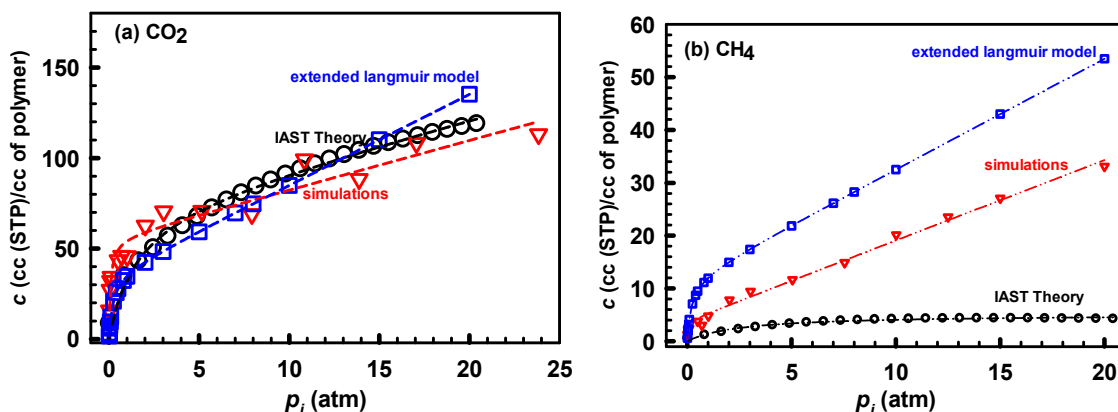 (a) CO2
extended langmuir model
IAST Theory
simulations
150
100
50
0
0 5 10 15 20 25
c (cc (STP)/cc of polymer)
pi (atm)
(b) CH4
extended langmuir model
simulations
IAST Theory
60
50
40
30
20
10
0
0 5 10 15 20
c (cc (STP)/cc of polymer)
pi (atm)